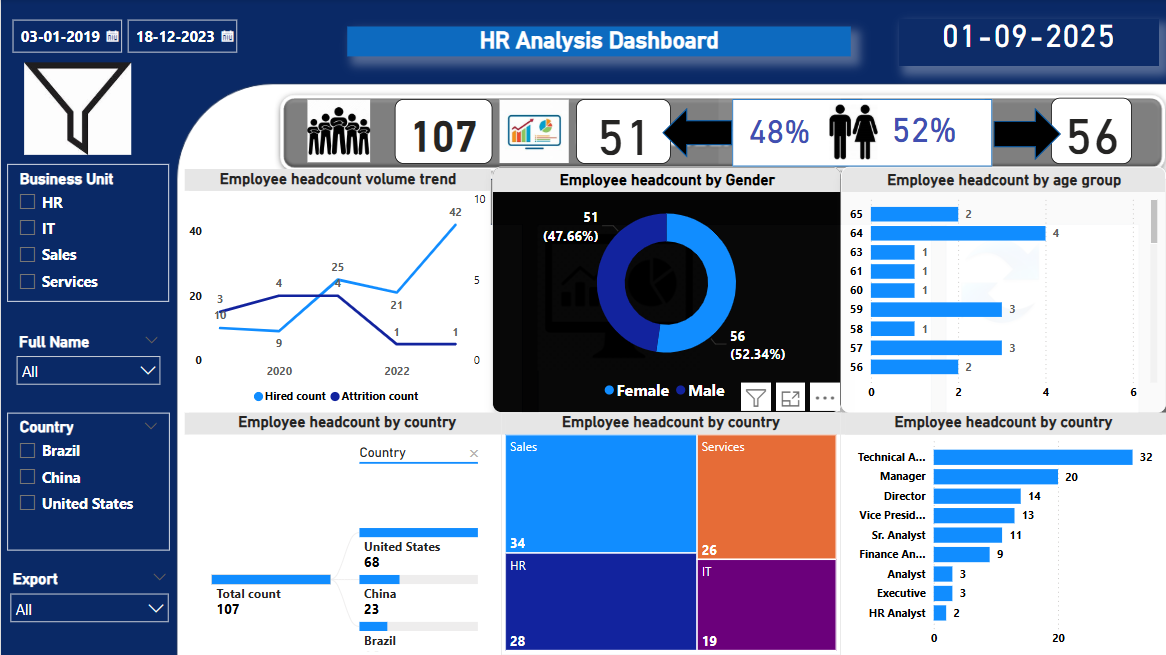 03-01-2019 18-12-2023
HR Analysis Dashboard
01-09-2025
107
51
48%
52%
56
Business Unit
HR
IT
Sales
Services
Full Name
All
Country
Brazil
China
United States
Export
All
Employee headcount volume trend
40
20
0
10
5
0
3
10
4
9
25
4
21
1
42
1
2020
2022
Hired count Attrition count
Employee headcount by Gender
51
(47.66%)
56
(52.34%)
Female Male
Employee headcount by age group
65 2
64 4
63 1
61 1
60 1
59 3
58 1
57 3
56 2
0 2 4 6
Employee headcount by country
Country
Total count
107
United States
68
China
23
Brazil
Employee headcount by country
Sales
34
Services
26
HR
28
IT
19
Employee headcount by country
Technical A... 32
Manager 20
Director 14
Vice Presid... 13
Sr. Analyst 11
Finance An... 9
Analyst 3
Executive 3
HR Analyst 2
0 20